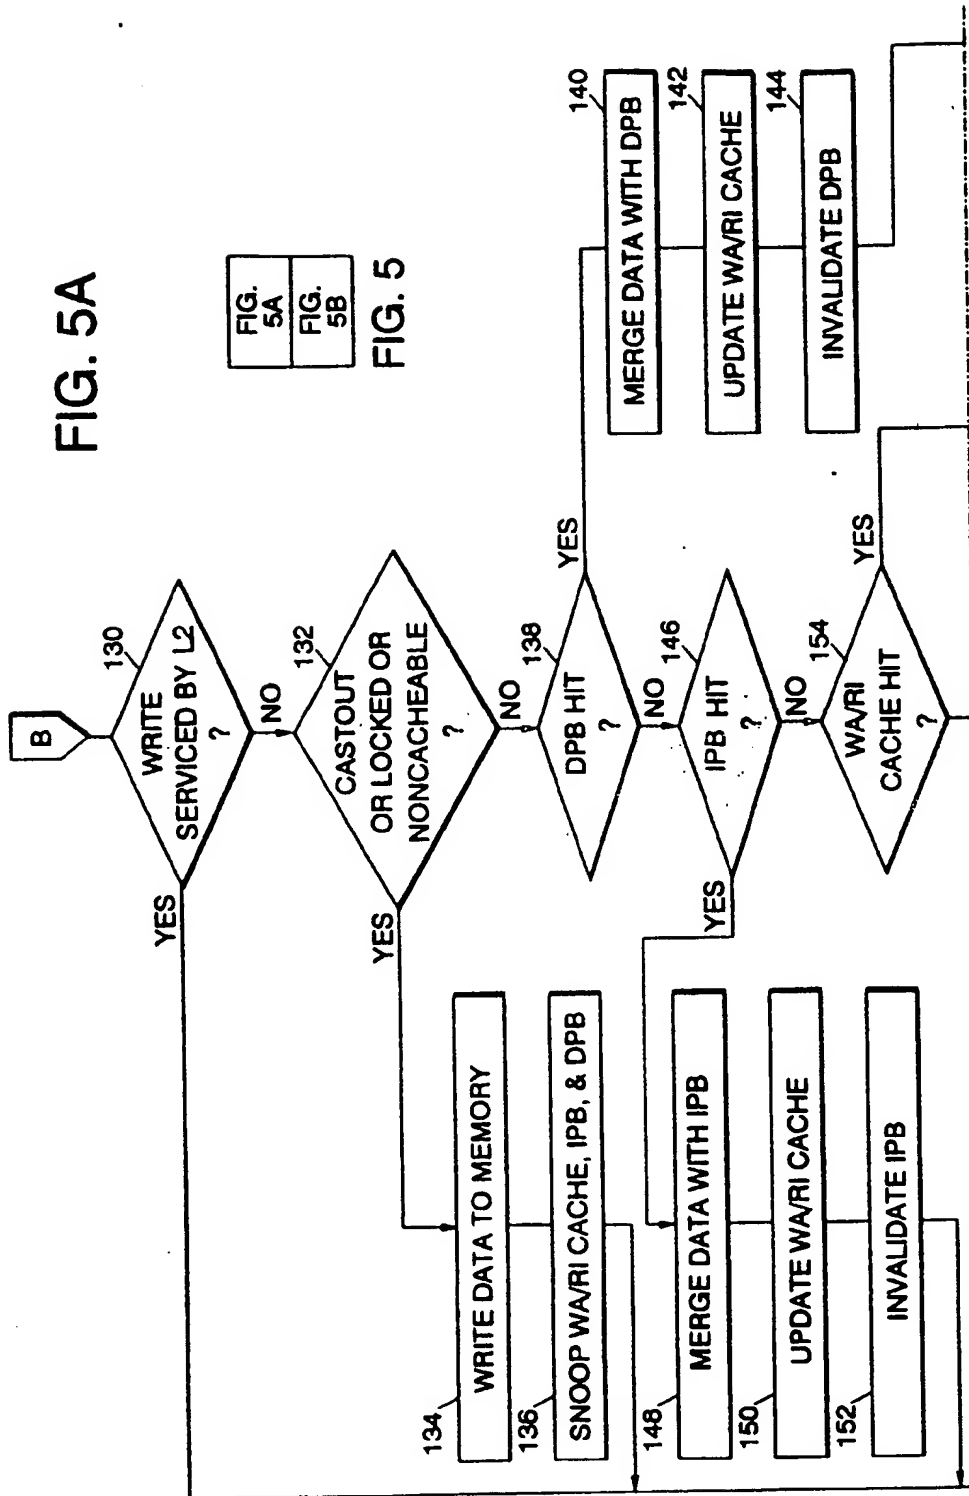 FIG. 5A
FIG.
5A
FIG.
5B
FIG. 5
B
130
WRITE
SERVICED BY L2
?
YES
NO
132
CASTOUT
OR LOCKED OR
NONCACHEABLE
?
YES
NO
134
WRITE DATA TO MEMORY
136
SNOOP WA/RI CACHE, IPB, & DPB
138
DPB HIT
?
YES
NO
140
MERGE DATA WITH DPB
142
UPDATE WA/RI CACHE
144
INVALIDATE DPB
146
IPB HIT
?
YES
NO
148
MERGE DATA WITH IPB
150
UPDATE WA/RI CACHE
152
INVALIDATE IPB
154
WA/RI
CACHE HIT
?
YES